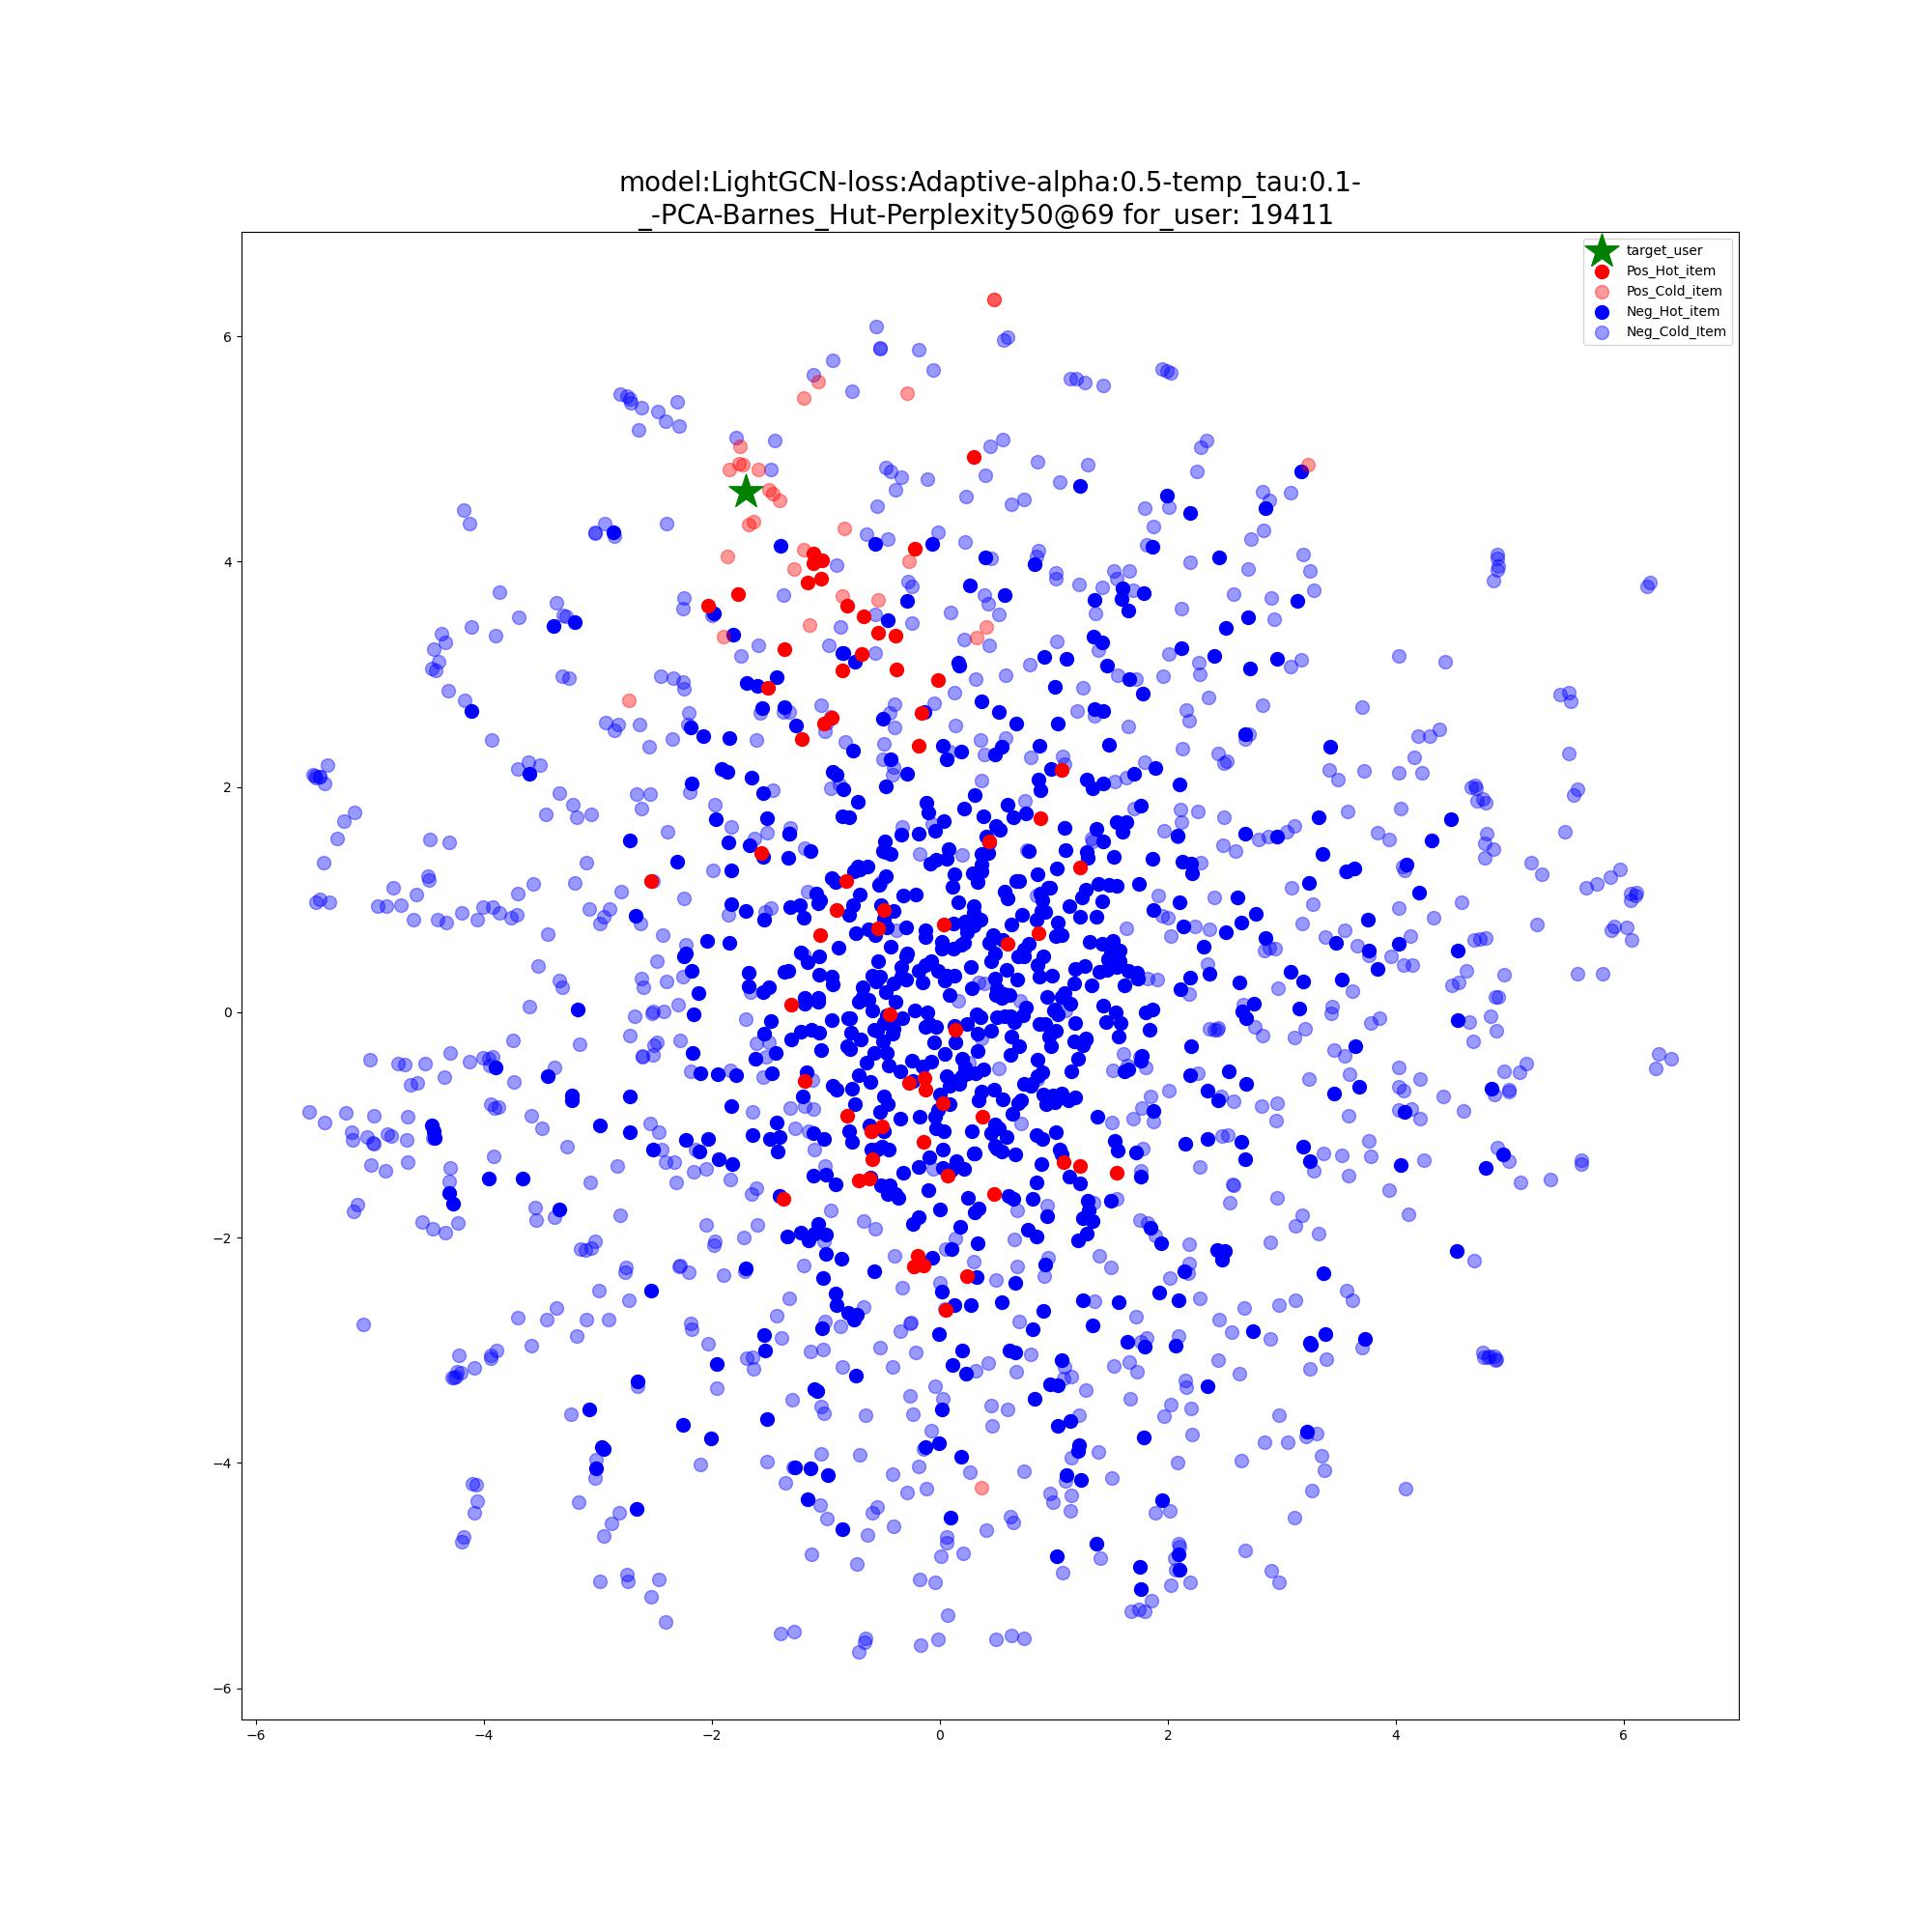 model:LightGCN-loss:Adaptive-alpha:0.5-temp_tau:0.1-
_-PCA-Barnes_Hut-Perplexity50@69 for_user: 19411
target_user
Pos_Hot_item
Pos_Cold_item
Neg_Hot_item
Neg_Cold_Item
6
4
2
0
−2
−4
−6
−6
−4
−2
0
2
4
6